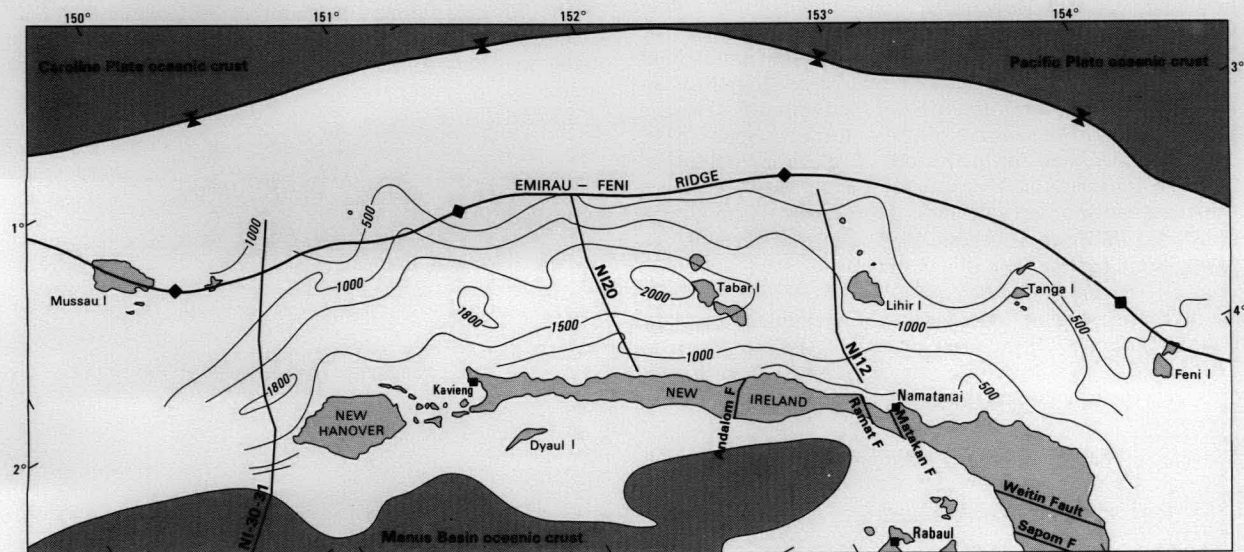 150° 151° 152° 153° 154°
Caroline Plate oceanic crust
Pacific Plate oceanic crust
3°
EMIRAU – FENI RIDGE
1°
1000
500
1000
NI20
2000
Tabar I
Mussau I
1800
Lihir I
Tanga I
1000
500
4°
1500
1000
NI12
Feni I
1800
Kavieng
NEW IRELAND
Namatanai
500
NEW
HANOVER
Dyaul I
Andalom F
Ramat F
Matakan F
2°
NI-30-31
Weitin Fault
Manus Basin oceanic crust
Rabaul
Sapom F